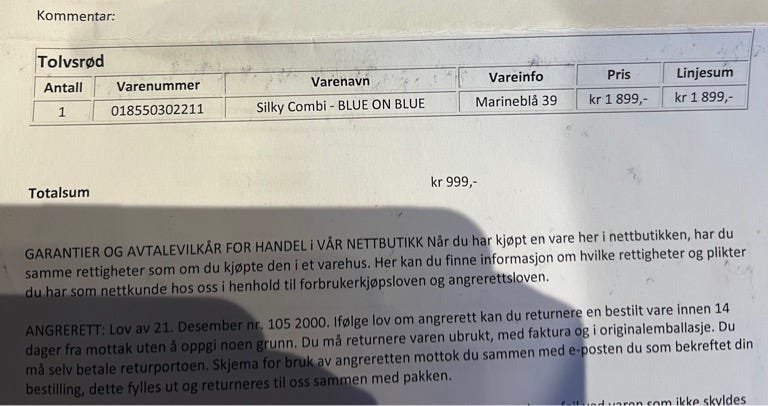 Kommentar:
Tolvsrød
Antall Varenummer Varenavn Vareinfo Pris Linjesum
1 018550302211 Silky Combi - BLUE ON BLUE Marineblå 39 kr 1 899,- kr 1 899,-
Totalsum kr 999,-
GARANTIER OG AVTALEVILKÅR FOR HANDEL i VÅR NETTBUTIKK Når du har kjøpt en vare her i nettbutikken, har du
samme rettigheter som om du kjøpte den i et varehus. Her kan du finne informasjon om hvilke rettigheter og plikter
du har som nettkunde hos oss i henhold til forbrukerkjøpsloven og angrerettsloven.
ANGRERETT: Lov av 21. Desember nr. 105 2000. Ifølge lov om angrerett kan du returnere en bestilt vare innen 14
dager fra mottak uten å oppgi noen grunn. Du må returnere varen ubrukt, med faktura og i originalemballasje. Du
må selv betale returportoen. Skjema for bruk av angreretten mottok du sammen med e-posten du som bekreftet din
bestilling, dette fylles ut og returneres til oss sammen med pakken.
varen som ikke skyldes